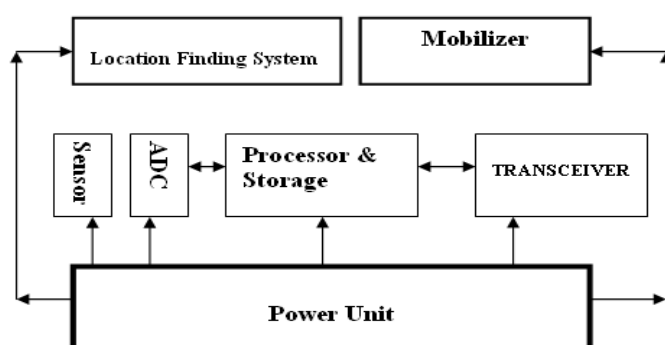 Location Finding System
Mobilizer
Sensor
ADC
Processor &
Storage
TRANSCEIVER
Power Unit